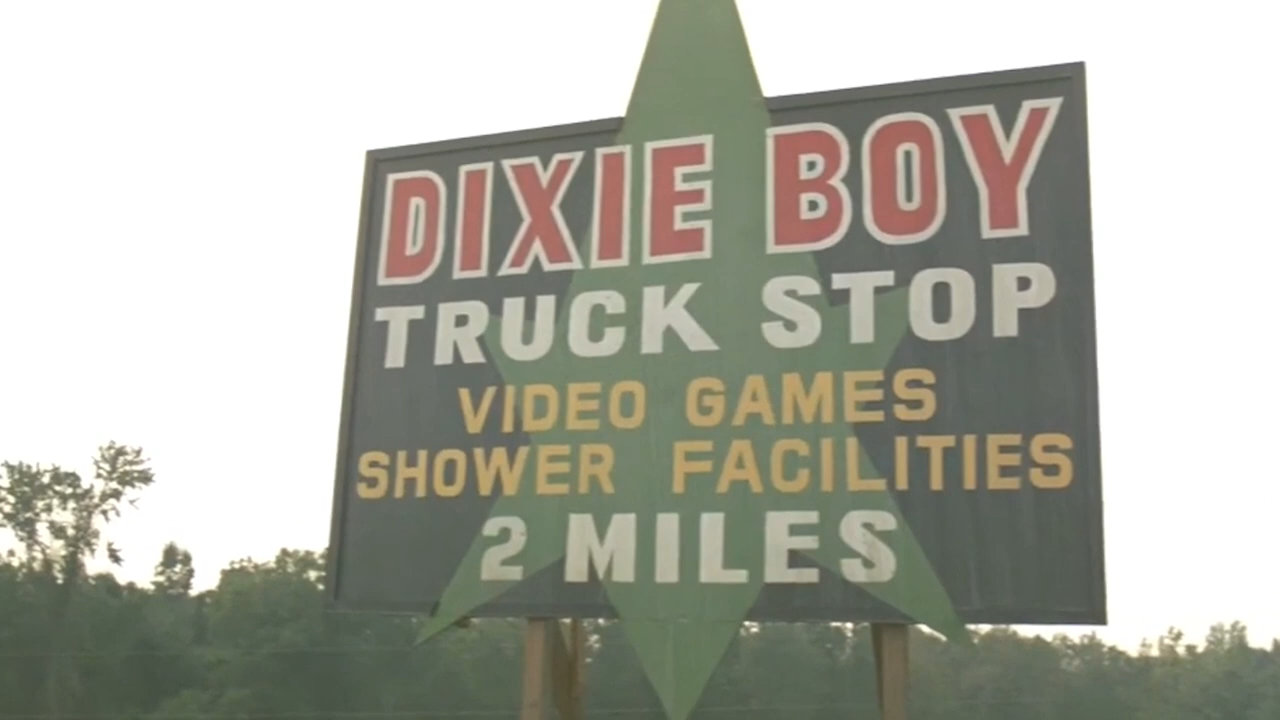 DIXIE BOY
TRUCK STOP
VIDEO GAMES
SHOWER FACILITIES
2 MILES